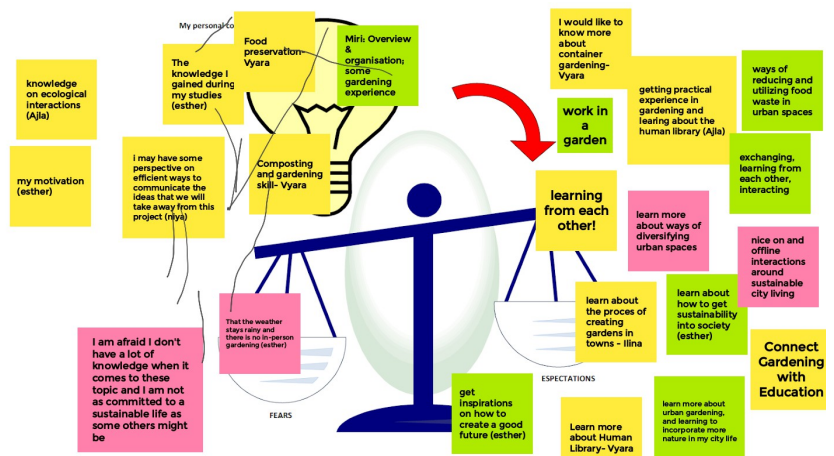 My personal co
knowledge
on ecological
interactions
(Ajla)
my motivation
(esther)
The
knowledge I
gained during
my studies
(esther)
Food
preservation-
Vyara
Miri: Overview
&
organisation;
some
gardening
experience
i may have some
perspective on
efficient ways to
communicate the
ideas that we will
take away from this
project (niya)
Composting
and gardening
skill- Vyara
I am afraid I don't
have a lot of
knowledge when it
comes to these
topic and I am not
as committed to a
sustainable life as
some others might
be
That the weather
stays rainy and
there is no in-person
gardening (esther)
FEARS
I would like to
know more
about
container
gardening-
Vyara
work in
a
garden
getting practical
experience in
gardening and
learing about the
human library (Ajla)
ways of
reducing and
utilizing food
waste in
urban spaces
exchanging,
learning from
each other,
interacting
learning
from each
other!
learn more
about ways of
diversifying
urban spaces
nice on and
offline
interactions
around
sustainable
city living
learn about
the proces of
creating
gardens in
towns - Ilina
learn about
how to get
sustainability
into society
(esther)
Connect
Gardening
with
Education
ESPECTATIONS
get
inspirations
on how to
create a good
future (esther)
Learn more
about Human
Library- Vyara
learn more about
urban gardening,
and learning to
incorporate more
nature in my city life